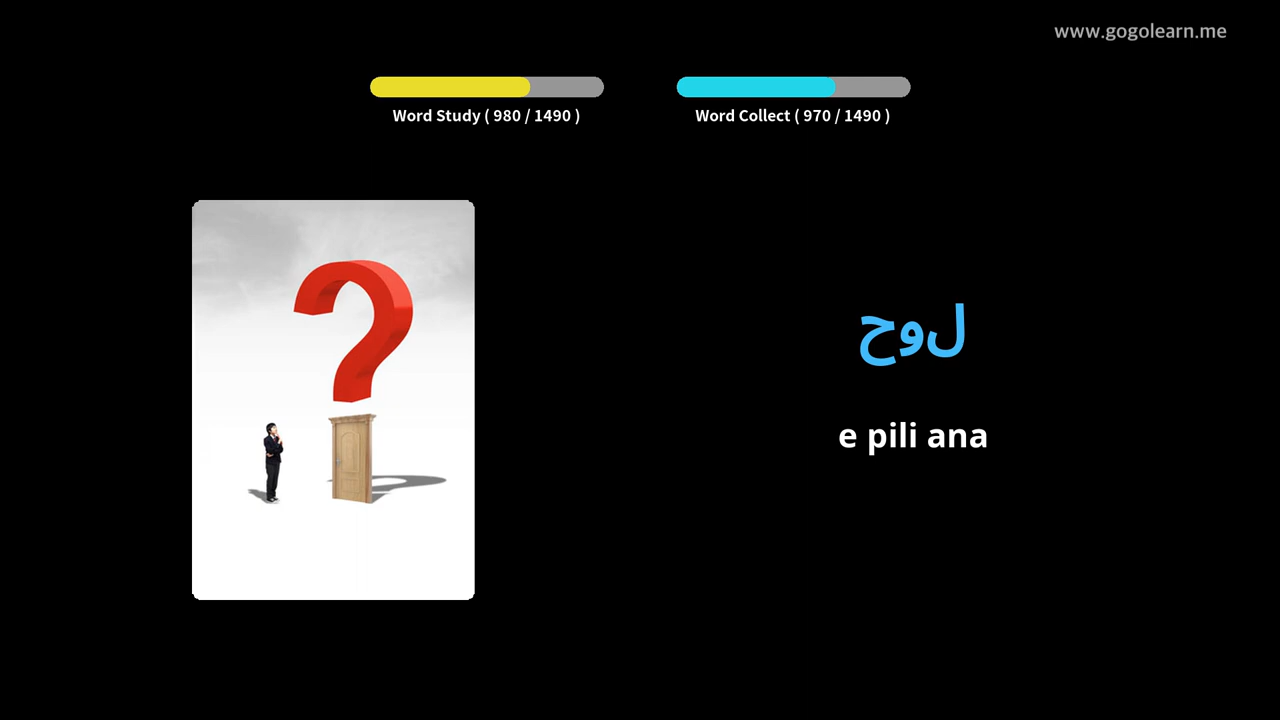 www.gogolearn.me
Word Study ( 980 / 1490 )
Word Collect ( 970 / 1490 )
لوح
e pili ana